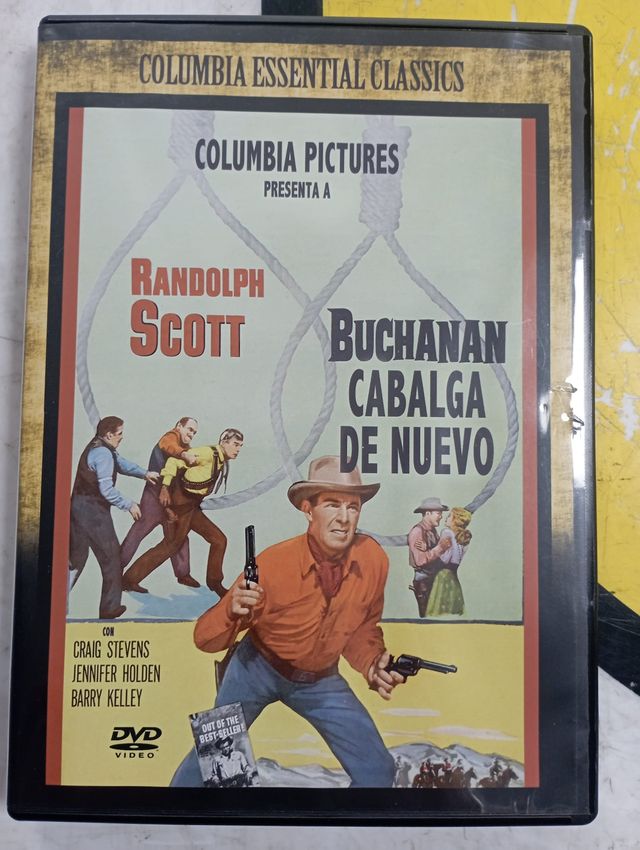 COLUMBIA ESSENTIAL CLASSICS
COLUMBIA PICTURES
PRESENTA A
RANDOLPH
SCOTT
BUCHANAN
CABALGA
DE NUEVO
CON
CRAIG STEVENS
JENNIFER HOLDEN
BARRY KELLEY
DVD
VIDEO
OUT OF THE
BEST-SELLER!